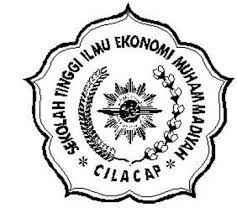 SEKOLAH TINGGI ILMU EKONOMI MUHAMMADIYAH
* CILACAP *